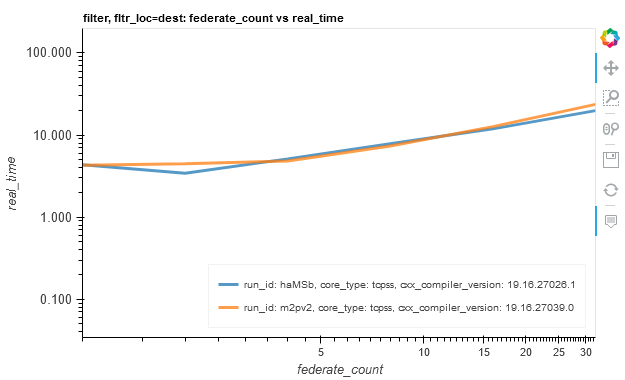 filter, fltr_loc=dest: federate_count vs real_time
100.000
10.000
1.000
0.100
real_time
run_id: haMSb, core_type: tcpss, cxx_compiler_version: 19.16.27026.1
run_id: m2pv2, core_type: tcpss, cxx_compiler_version: 19.16.27039.0
5 10 15 20 25 30
federate_count